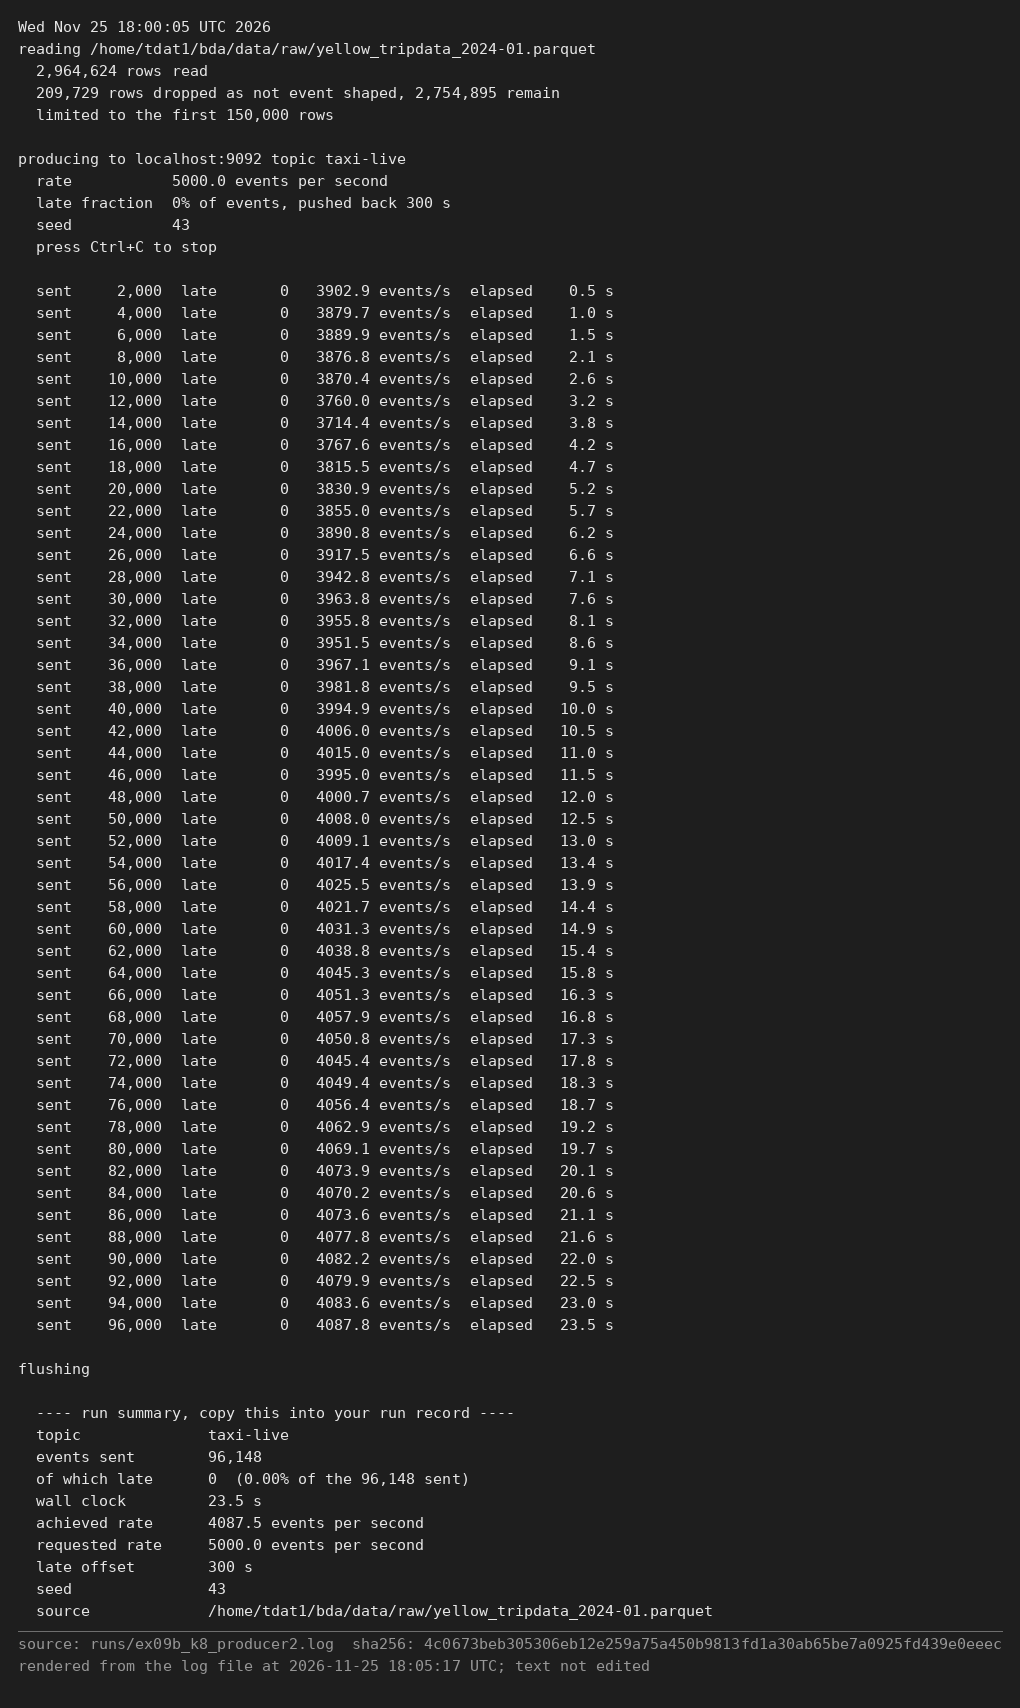 Wed Nov 25 18:00:05 UTC 2026
reading /home/tdat1/bda/data/raw/yellow_tripdata_2024-01.parquet
  2,964,624 rows read
  209,729 rows dropped as not event shaped, 2,754,895 remain
  limited to the first 150,000 rows

producing to localhost:9092 topic taxi-live
  rate           5000.0 events per second
  late fraction  0% of events, pushed back 300 s
  seed           43
  press Ctrl+C to stop

  sent     2,000  late       0   3902.9 events/s  elapsed    0.5 s
  sent     4,000  late       0   3879.7 events/s  elapsed    1.0 s
  sent     6,000  late       0   3889.9 events/s  elapsed    1.5 s
  sent     8,000  late       0   3876.8 events/s  elapsed    2.1 s
  sent    10,000  late       0   3870.4 events/s  elapsed    2.6 s
  sent    12,000  late       0   3760.0 events/s  elapsed    3.2 s
  sent    14,000  late       0   3714.4 events/s  elapsed    3.8 s
  sent    16,000  late       0   3767.6 events/s  elapsed    4.2 s
  sent    18,000  late       0   3815.5 events/s  elapsed    4.7 s
  sent    20,000  late       0   3830.9 events/s  elapsed    5.2 s
  sent    22,000  late       0   3855.0 events/s  elapsed    5.7 s
  sent    24,000  late       0   3890.8 events/s  elapsed    6.2 s
  sent    26,000  late       0   3917.5 events/s  elapsed    6.6 s
  sent    28,000  late       0   3942.8 events/s  elapsed    7.1 s
  sent    30,000  late       0   3963.8 events/s  elapsed    7.6 s
  sent    32,000  late       0   3955.8 events/s  elapsed    8.1 s
  sent    34,000  late       0   3951.5 events/s  elapsed    8.6 s
  sent    36,000  late       0   3967.1 events/s  elapsed    9.1 s
  sent    38,000  late       0   3981.8 events/s  elapsed    9.5 s
  sent    40,000  late       0   3994.9 events/s  elapsed   10.0 s
  sent    42,000  late       0   4006.0 events/s  elapsed   10.5 s
  sent    44,000  late       0   4015.0 events/s  elapsed   11.0 s
  sent    46,000  late       0   3995.0 events/s  elapsed   11.5 s
  sent    48,000  late       0   4000.7 events/s  elapsed   12.0 s
  sent    50,000  late       0   4008.0 events/s  elapsed   12.5 s
  sent    52,000  late       0   4009.1 events/s  elapsed   13.0 s
  sent    54,000  late       0   4017.4 events/s  elapsed   13.4 s
  sent    56,000  late       0   4025.5 events/s  elapsed   13.9 s
  sent    58,000  late       0   4021.7 events/s  elapsed   14.4 s
  sent    60,000  late       0   4031.3 events/s  elapsed   14.9 s
  sent    62,000  late       0   4038.8 events/s  elapsed   15.4 s
  sent    64,000  late       0   4045.3 events/s  elapsed   15.8 s
  sent    66,000  late       0   4051.3 events/s  elapsed   16.3 s
  sent    68,000  late       0   4057.9 events/s  elapsed   16.8 s
  sent    70,000  late       0   4050.8 events/s  elapsed   17.3 s
  sent    72,000  late       0   4045.4 events/s  elapsed   17.8 s
  sent    74,000  late       0   4049.4 events/s  elapsed   18.3 s
  sent    76,000  late       0   4056.4 events/s  elapsed   18.7 s
  sent    78,000  late       0   4062.9 events/s  elapsed   19.2 s
  sent    80,000  late       0   4069.1 events/s  elapsed   19.7 s
  sent    82,000  late       0   4073.9 events/s  elapsed   20.1 s
  sent    84,000  late       0   4070.2 events/s  elapsed   20.6 s
  sent    86,000  late       0   4073.6 events/s  elapsed   21.1 s
  sent    88,000  late       0   4077.8 events/s  elapsed   21.6 s
  sent    90,000  late       0   4082.2 events/s  elapsed   22.0 s
  sent    92,000  late       0   4079.9 events/s  elapsed   22.5 s
  sent    94,000  late       0   4083.6 events/s  elapsed   23.0 s
  sent    96,000  late       0   4087.8 events/s  elapsed   23.5 s

flushing

  ---- run summary, copy this into your run record ----
  topic              taxi-live
  events sent        96,148
  of which late      0  (0.00% of the 96,148 sent)
  wall clock         23.5 s
  achieved rate      4087.5 events per second
  requested rate     5000.0 events per second
  late offset        300 s
  seed               43
  source             /home/tdat1/bda/data/raw/yellow_tripdata_2024-01.parquet
source: runs/ex09b_k8_producer2.log  sha256: 4c0673beb305306eb12e259a75a450b9813fd1a30ab65be7a0925fd439e0eeec
rendered from the log file at 2026-11-25 18:05:17 UTC; text not edited